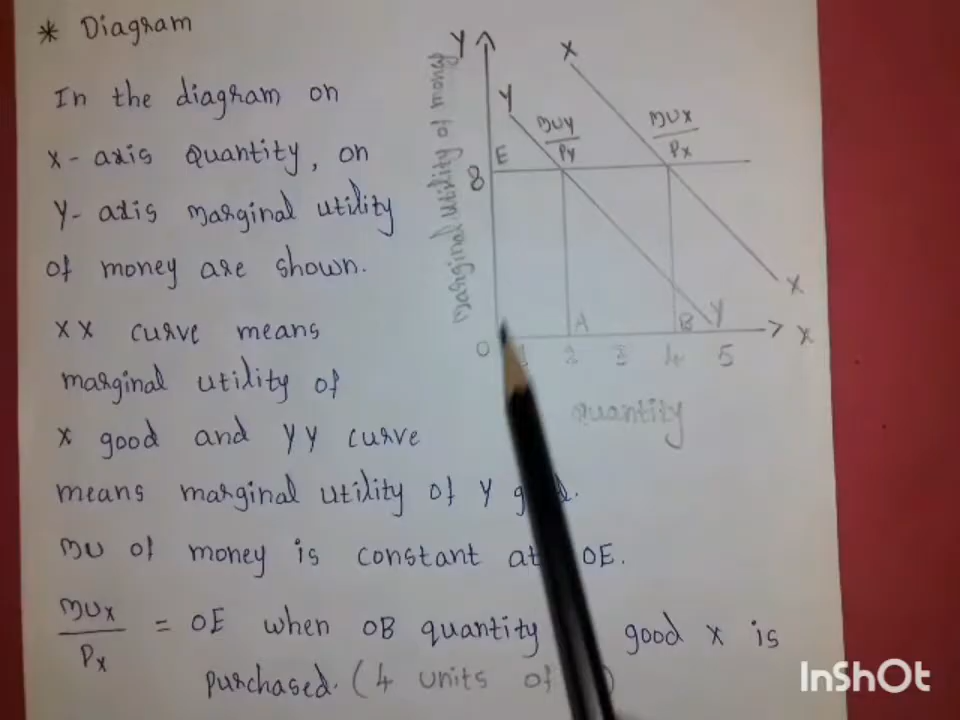 * Diagram
In the diagram on
X-axis quantity, on
Y-axis marginal utility
of money are shown.
XX curve means
marginal utility of
X good and YY curve
means marginal utility of Y
MU of money is constant at OE.
MUx
Px
= OE when OB quantity good X is
purchased. (4 units of
Y
X
Y
MUY
PY
MUX
PX
E
8
Marginal utility of money
X
A
B
Y
X
0
2
3
4
5
Quantity
InShOt